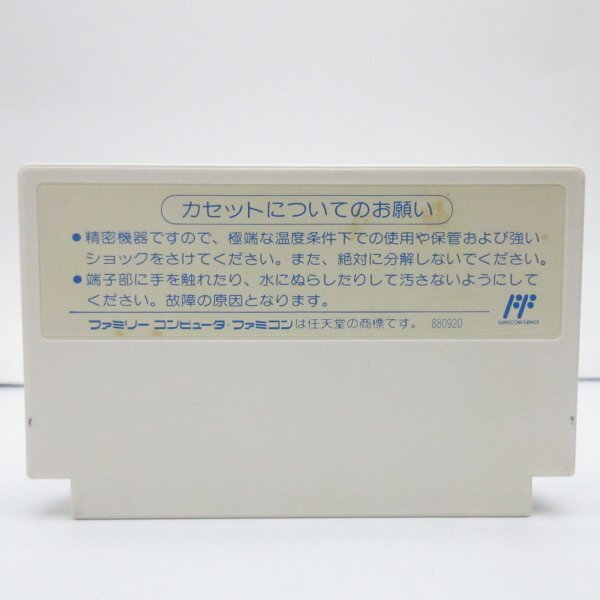 カセットについてのお願い
●精密機器ですので、極端な温度条件下での使用や保管および強い
ショックをさけてください。また、絶対に分解しないでください。
●端子部に手を触れたり、水にぬらしたりして汚さないようにして
ください。故障の原因となります。
FAMICOM FAMILY
ファミリー コンピュータ・ファミコンは任天堂の商標です。 880920